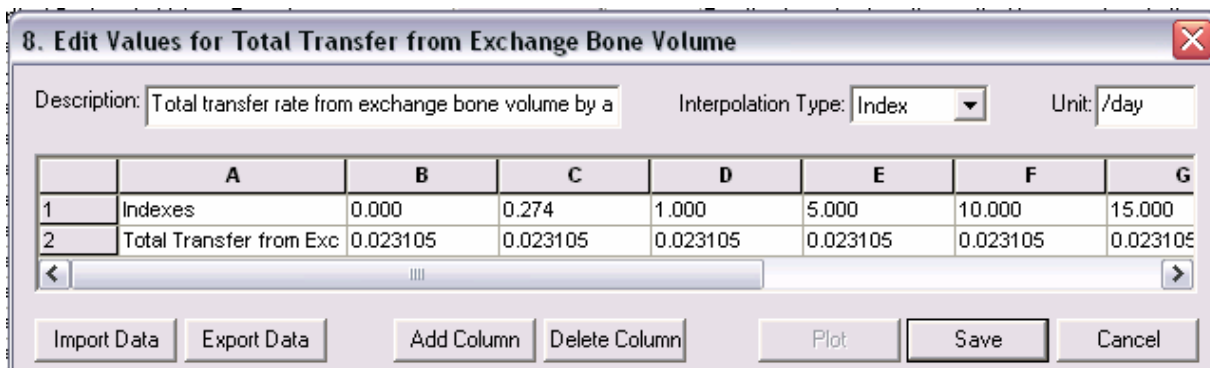 8. Edit Values for Total Transfer from Exchange Bone Volume
Description: Total transfer rate from exchange bone volume by a Interpolation Type: Index Unit: /day
A B C D E F G
1 Indexes 0.000 0.274 1.000 5.000 10.000 15.000
2 Total Transfer from Exc 0.023105 0.023105 0.023105 0.023105 0.023105 0.023105
Import Data Export Data Add Column Delete Column Plot Save Cancel